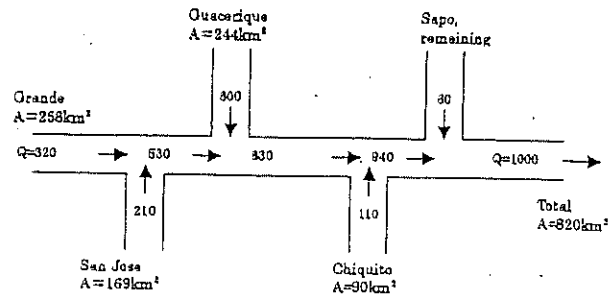 Guacerique
A=244km²
Sapo,
remaining
Grande
A=258km²
300
60
Q=320
530
830
940
Q=1000
210
110
Total
A=820km²
San Jose
A=169km²
Chiquito
A=90km²